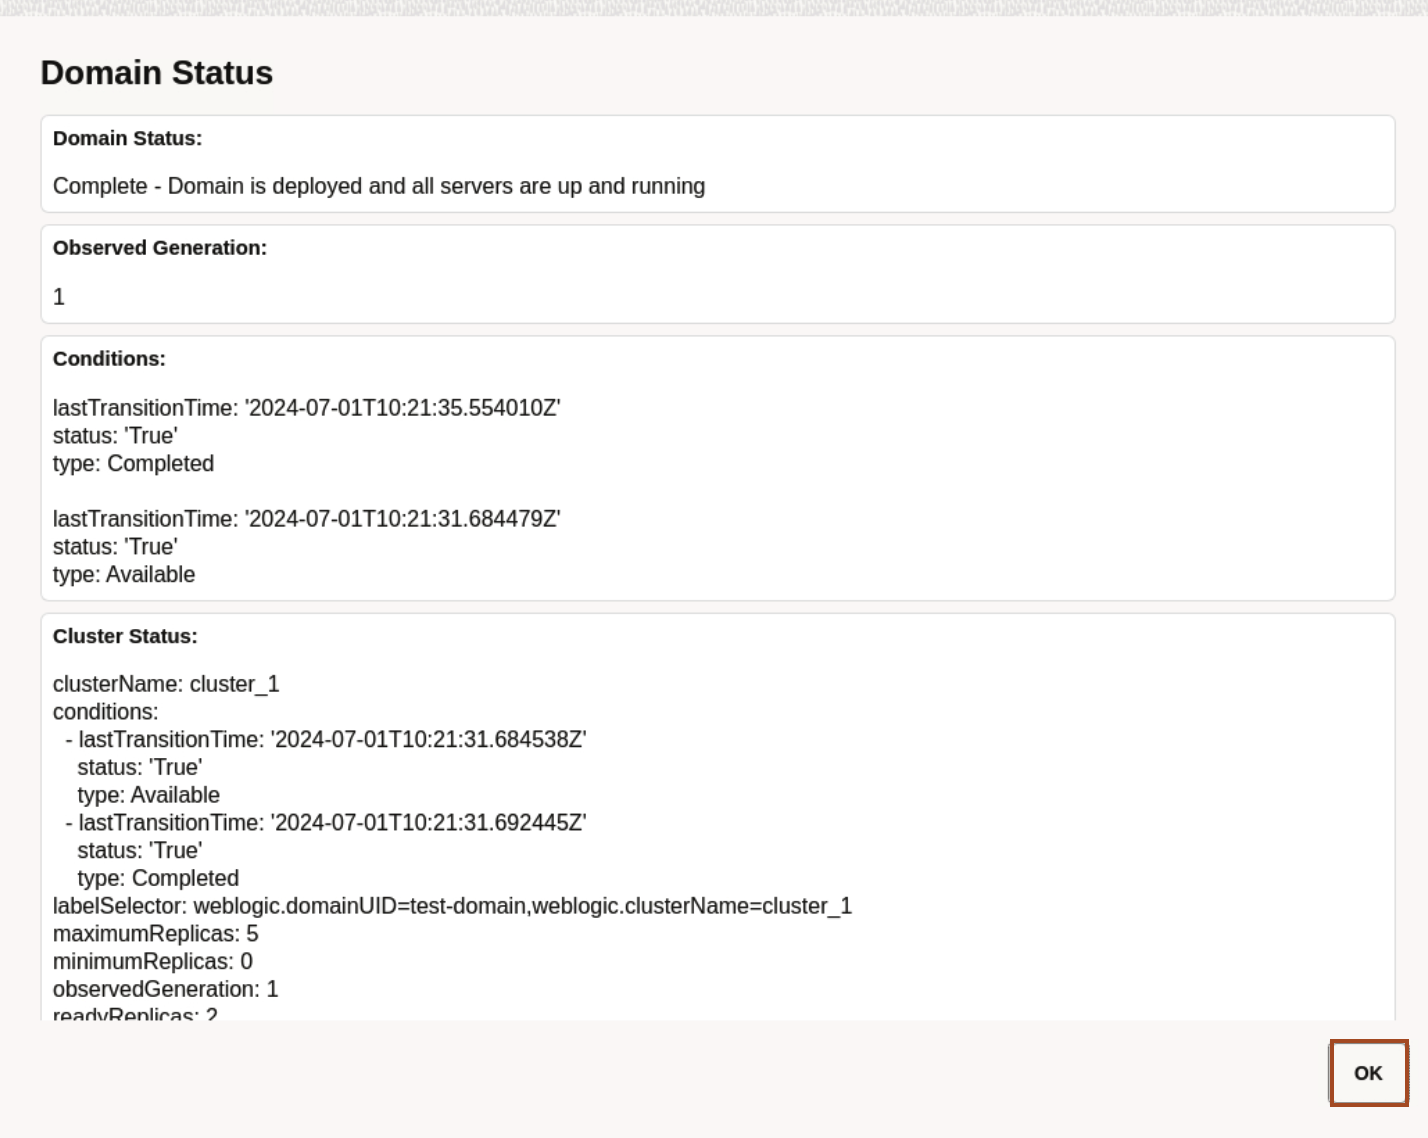 Domain Status
Domain Status:
Complete - Domain is deployed and all servers are up and running
Observed Generation:
1
Conditions:
lastTransitionTime: '2024-07-01T10:21:35.554010Z'
status: 'True'
type: Completed
lastTransitionTime: '2024-07-01T10:21:31.684479Z'
status: 'True'
type: Available
Cluster Status:
clusterName: cluster_1
conditions:
- lastTransitionTime: '2024-07-01T10:21:31.684538Z'
status: 'True'
type: Available
- lastTransitionTime: '2024-07-01T10:21:31.692445Z'
status: 'True'
type: Completed
labelSelector: weblogic.domainUID=test-domain,weblogic.clusterName=cluster_1
maximumReplicas: 5
minimumReplicas: 0
observedGeneration: 1
readyReplicas: 2
OK